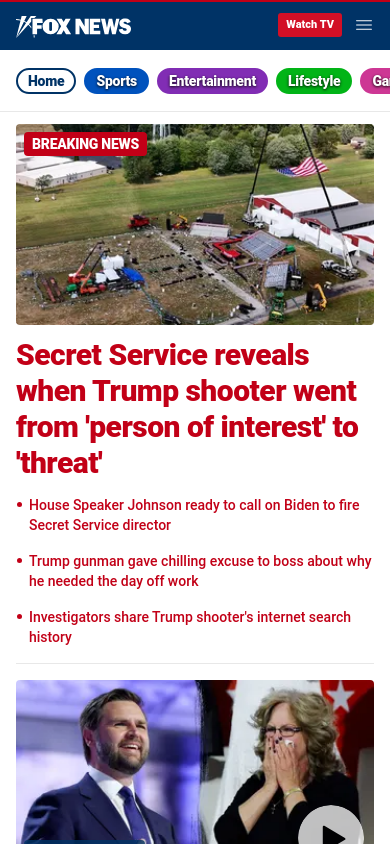 FOX NEWS
Watch TV
Home
Sports
Entertainment
Lifestyle
BREAKING NEWS
Secret Service reveals
when Trump shooter went
from 'person of interest' to
'threat'
• House Speaker Johnson ready to call on Biden to fire
Secret Service director
• Trump gunman gave chilling excuse to boss about why
he needed the day off work
• Investigators share Trump shooter's internet search
history